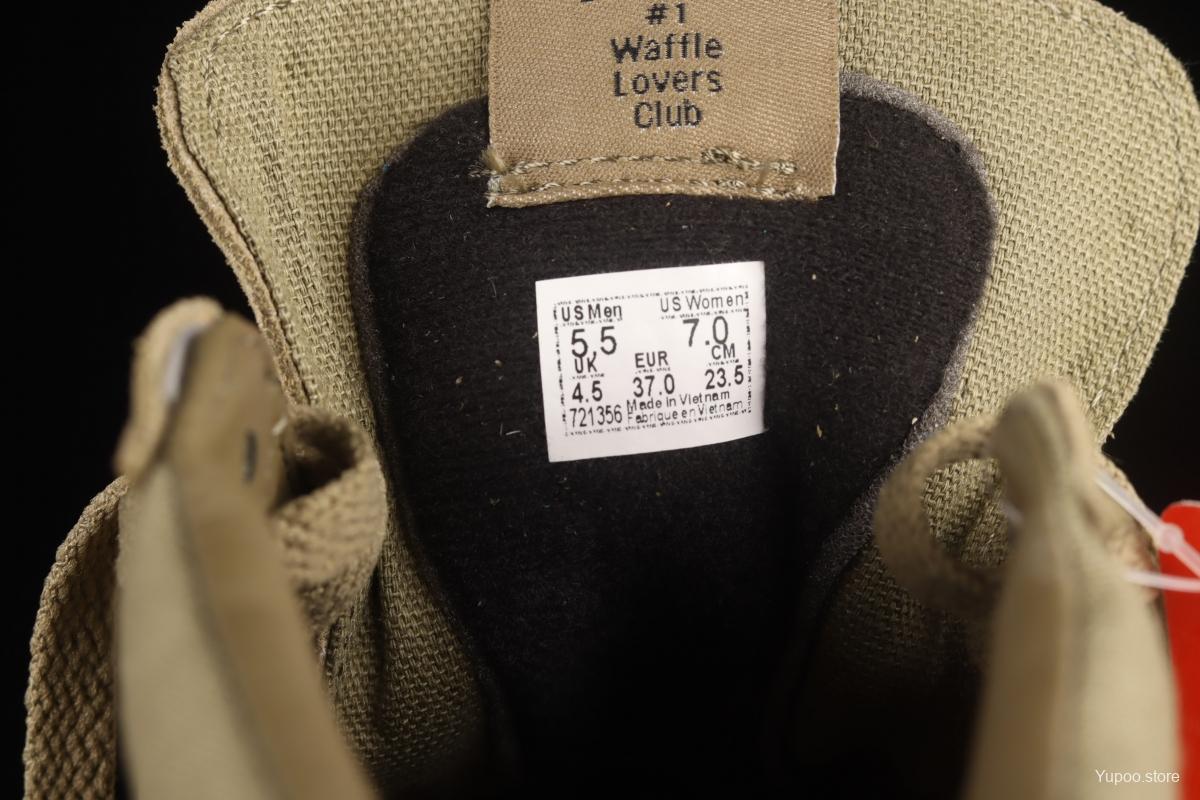 #1
Waffle
Lovers
Club
US Men US Women
5.5 7.0
UK EUR CM
4.5 37.0 23.5
721356 Made in Vietnam
Fabrique en Vietnam
Yupoo.store